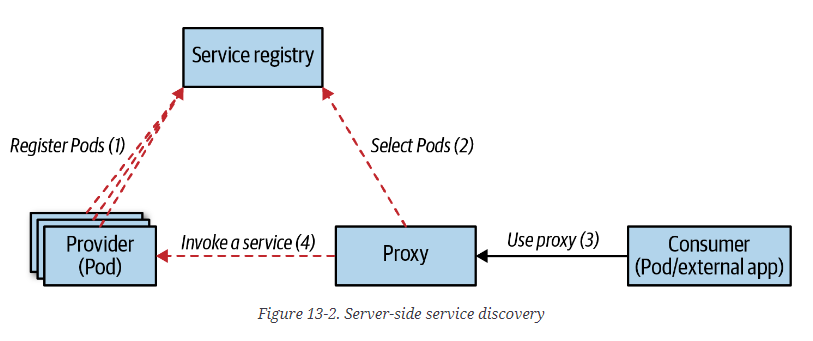 Service registry
Register Pods (1)
Select Pods (2)
Provider
(Pod)
Invoke a service (4)
Proxy
Use proxy (3)
Consumer
(Pod/external app)
Figure 13-2. Server-side service discovery